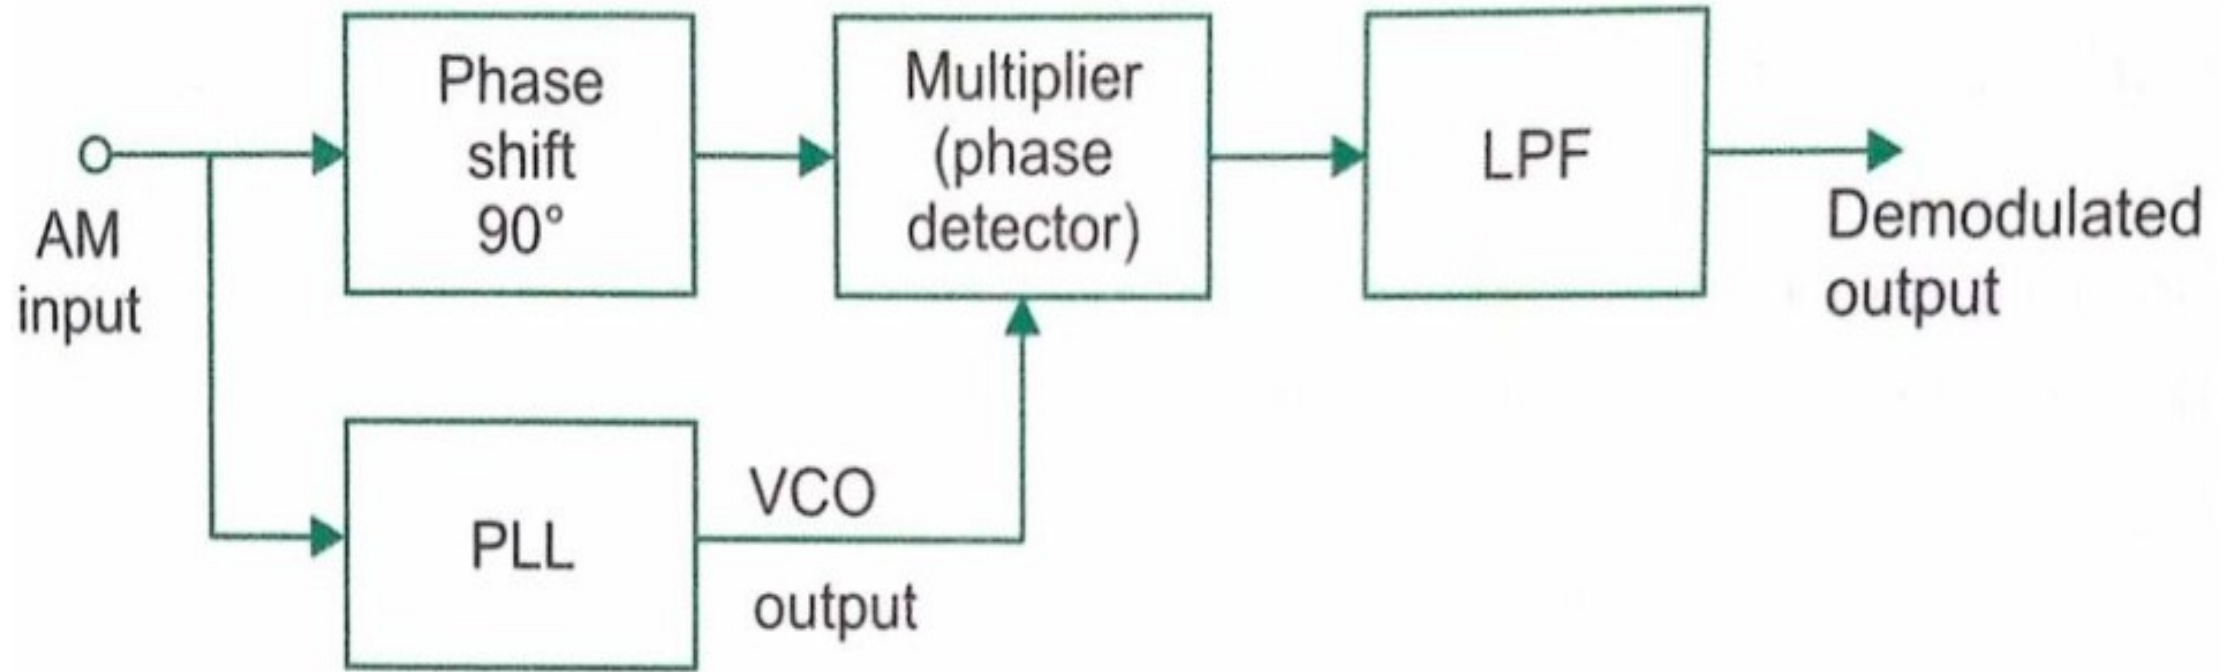 Phase
shift
90°
Multiplier
(phase
detector)
LPF
AM
input
Demodulated
output
PLL
VCO
output